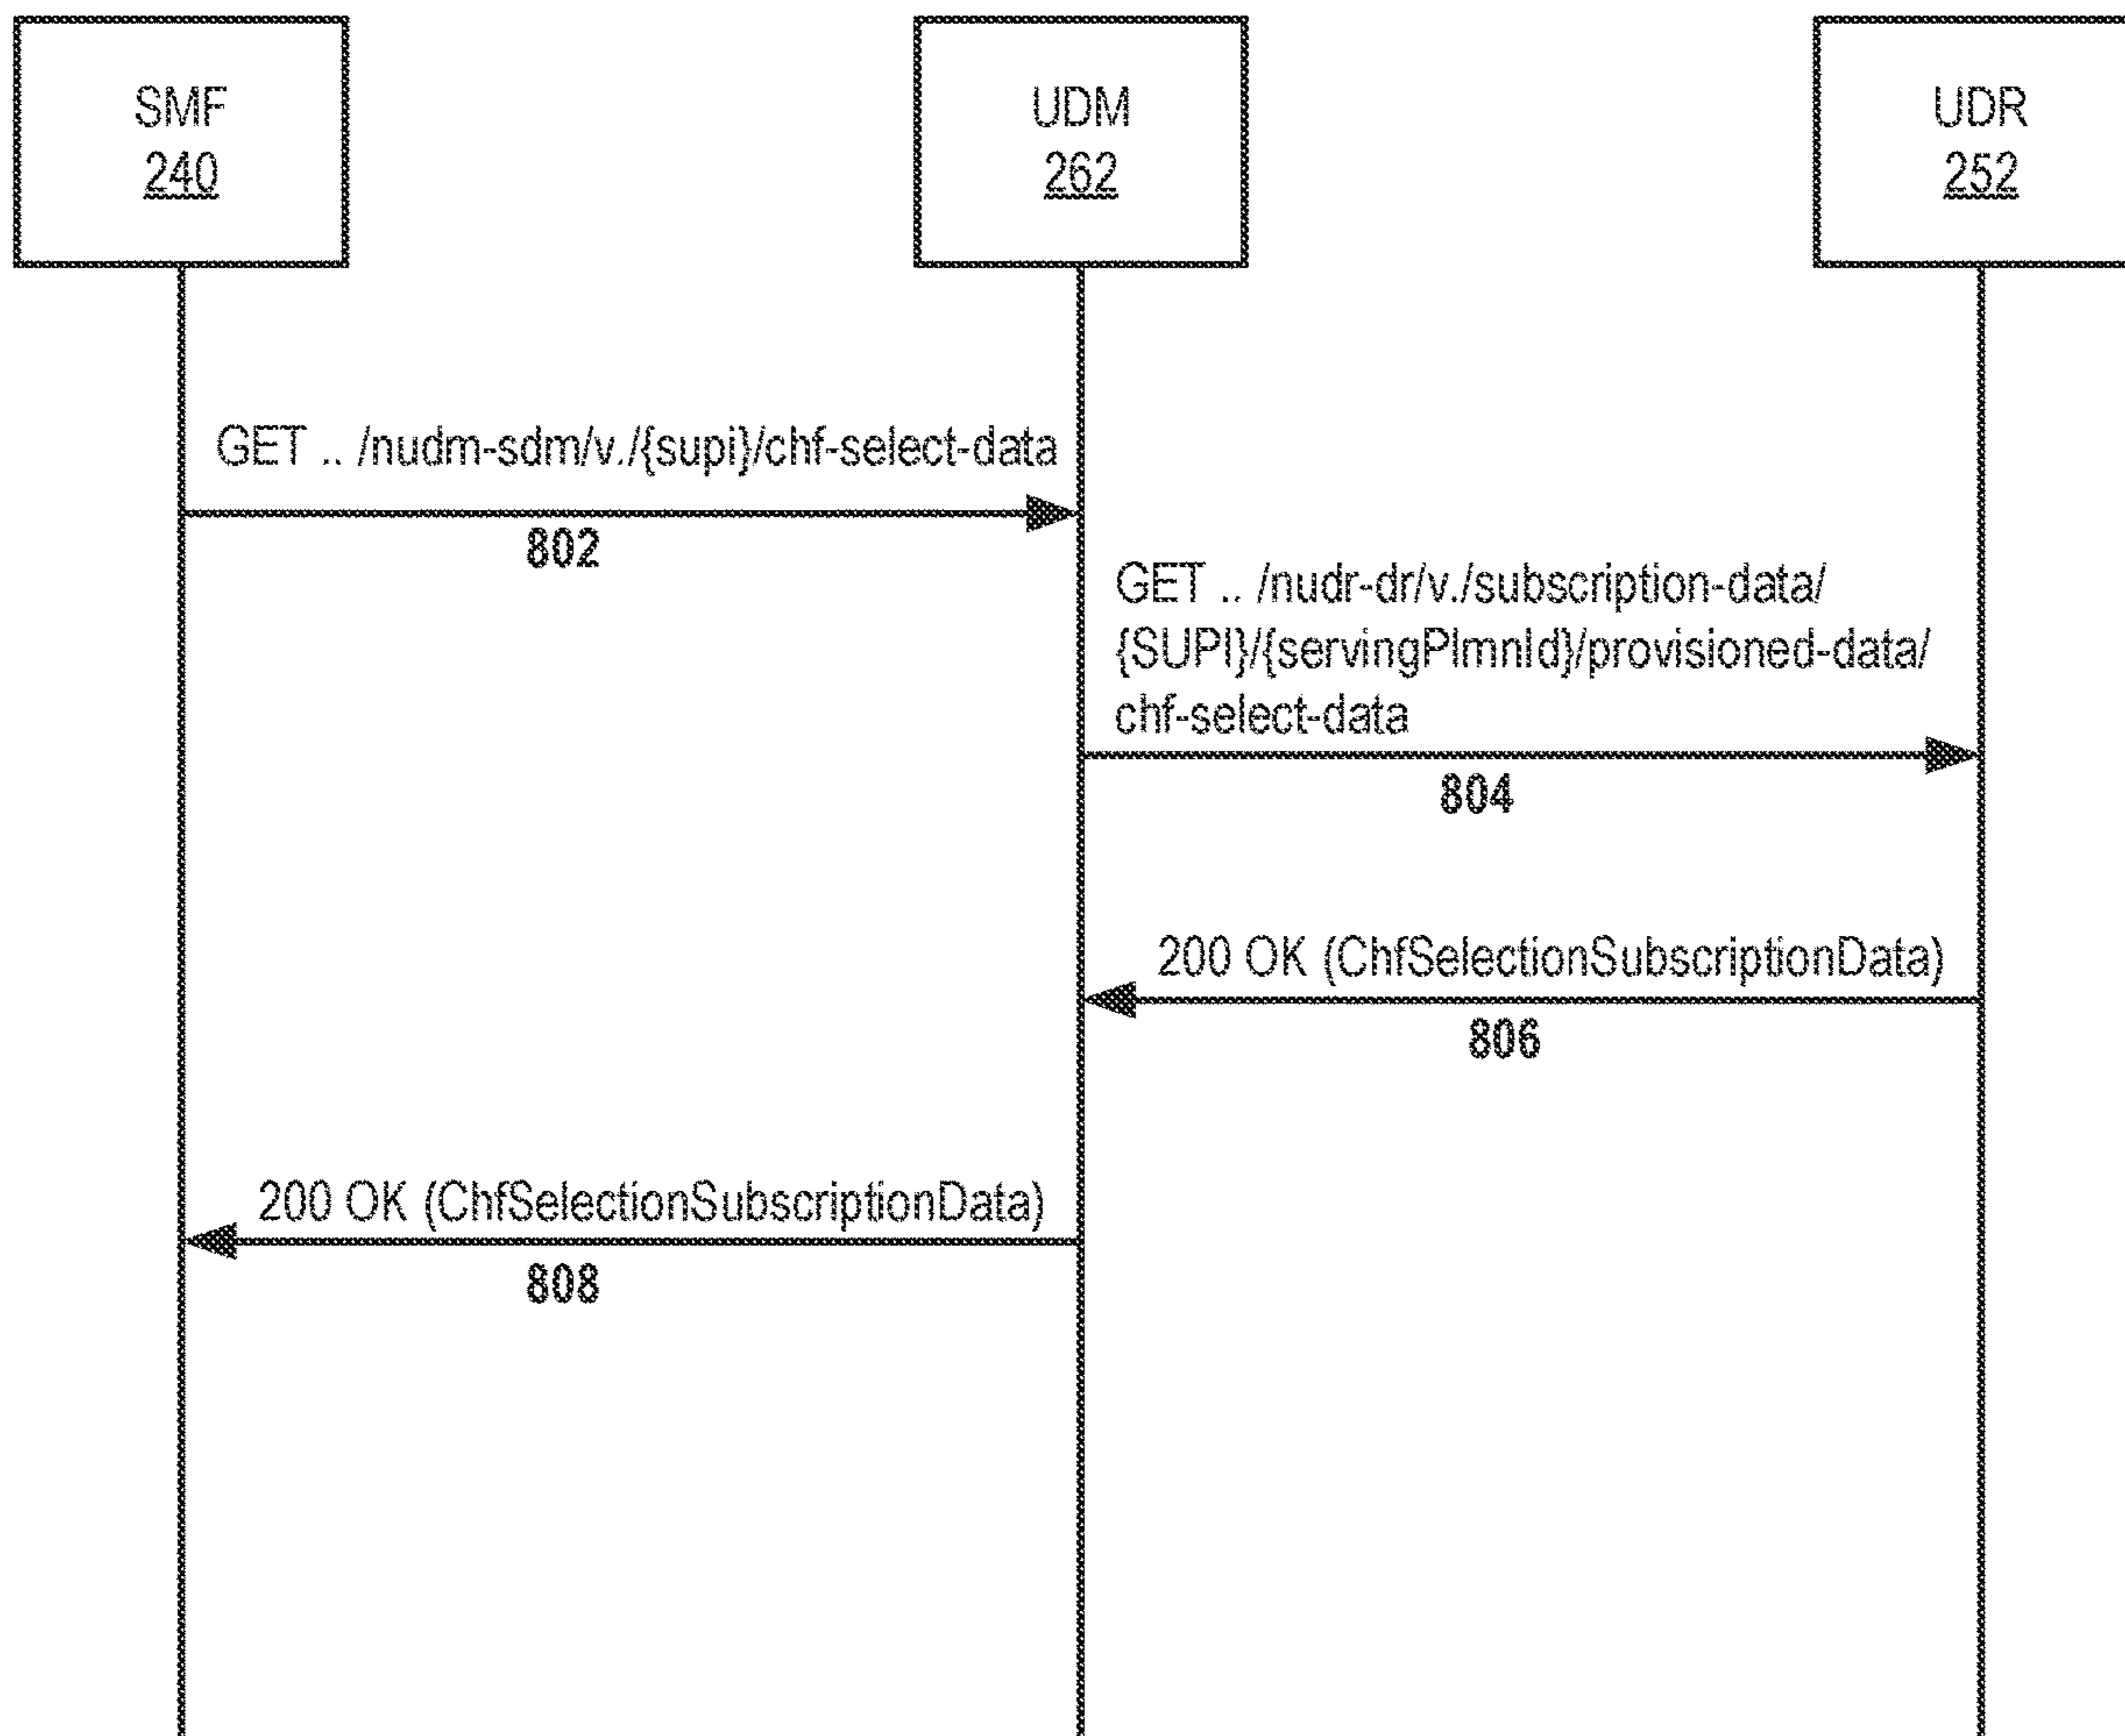 SMF
240
UDM
262
UDR
252
GET .. /nudm-sdm/v./{supi}/chf-select-data
802
GET .. /nudr-dr/v./subscription-data/
{SUPI}/{servingPlmnId}/provisioned-data/
chf-select-data
804
200 OK (ChfSelectionSubscriptionData)
806
200 OK (ChfSelectionSubscriptionData)
808